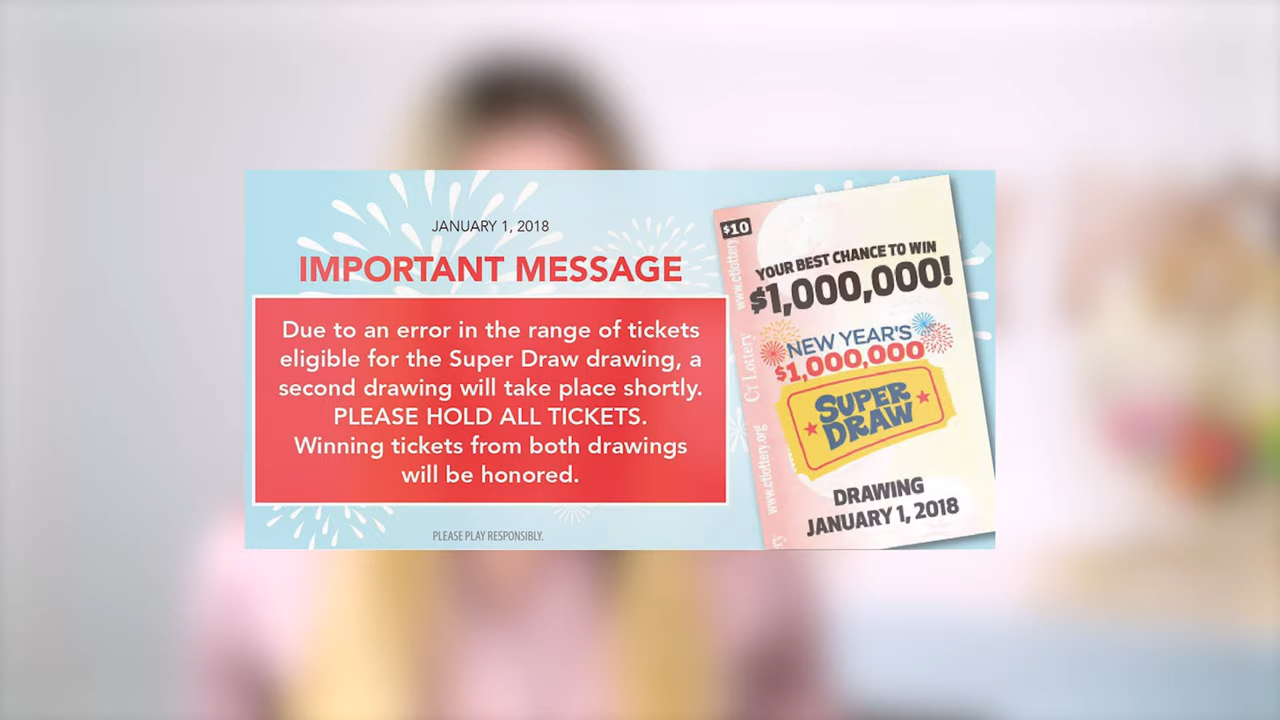 JANUARY 1, 2018
IMPORTANT MESSAGE
Due to an error in the range of tickets
eligible for the Super Draw drawing, a
second drawing will take place shortly.
PLEASE HOLD ALL TICKETS.
Winning tickets from both drawings
will be honored.
PLEASE PLAY RESPONSIBLY.
$10
www.ctlottery
CT Lottery
www.ctlottery.org
YOUR BEST CHANCE TO WIN
$1,000,000!
NEW YEAR'S
$1,000,000
SUPER
DRAW
DRAWING
JANUARY 1, 2018